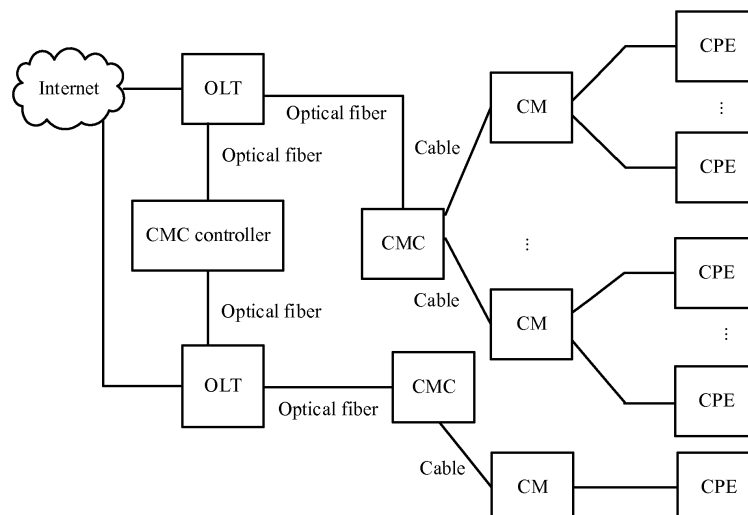 CPE
Internet
OLT
CM
Optical fiber
⋮
Cable
Optical fiber
CPE
CMC controller
CMC
⋮
CPE
Cable
Optical fiber
CM
⋮
OLT
CMC
CPE
Optical fiber
Cable
CM
CPE